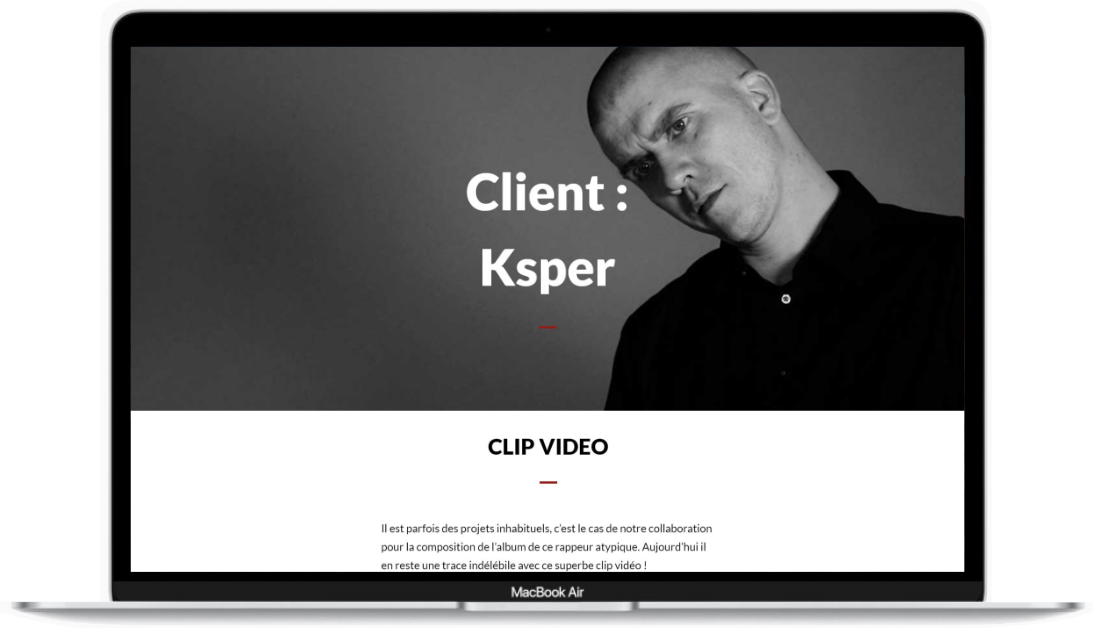 Client :
Ksper
CLIP VIDEO
Il est parfois des projets inhabituels, c'est le cas de notre collaboration
pour la composition de l'album de ce rappeur atypique. Aujourd'hui il
en reste une trace indélébile avec ce superbe clip vidéo !
MacBook Air